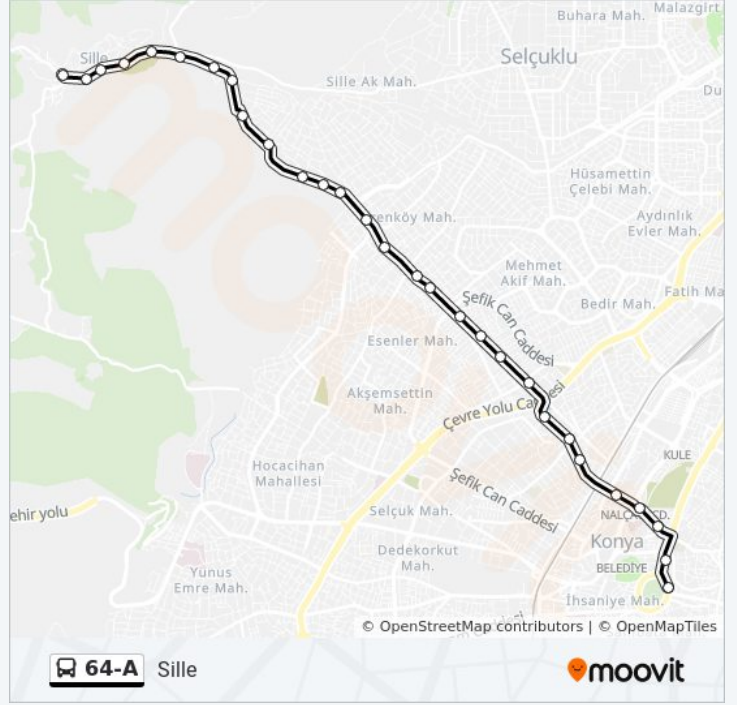 Buhara Mah.
Malazgirt
Sille
Selçuklu
Sille Ak Mah.
Du
Hüsamettin
Çelebi Mah.
enköy Mah.
Aydınlık
Evler Mah.
Mehmet
Akif Mah.
Şefik Can Caddesi
Bedir Mah.
Fatih Ma
Esenler Mah.
Akşemsettin
Mah.
Çevre Yolu Ca
esi
KULE
Hocacihan
Mahallesi
Şefik Can Caddesi
ehir yolu
Selçuk Mah.
NALÇ
CD.
Konya
Dedekorkut
Mah.
BELEDİYE
Yunus
Emre Mah.
İhsaniye Mah.
© OpenStreetMap contributors | © OpenMapTiles
64-A Sille
moovit